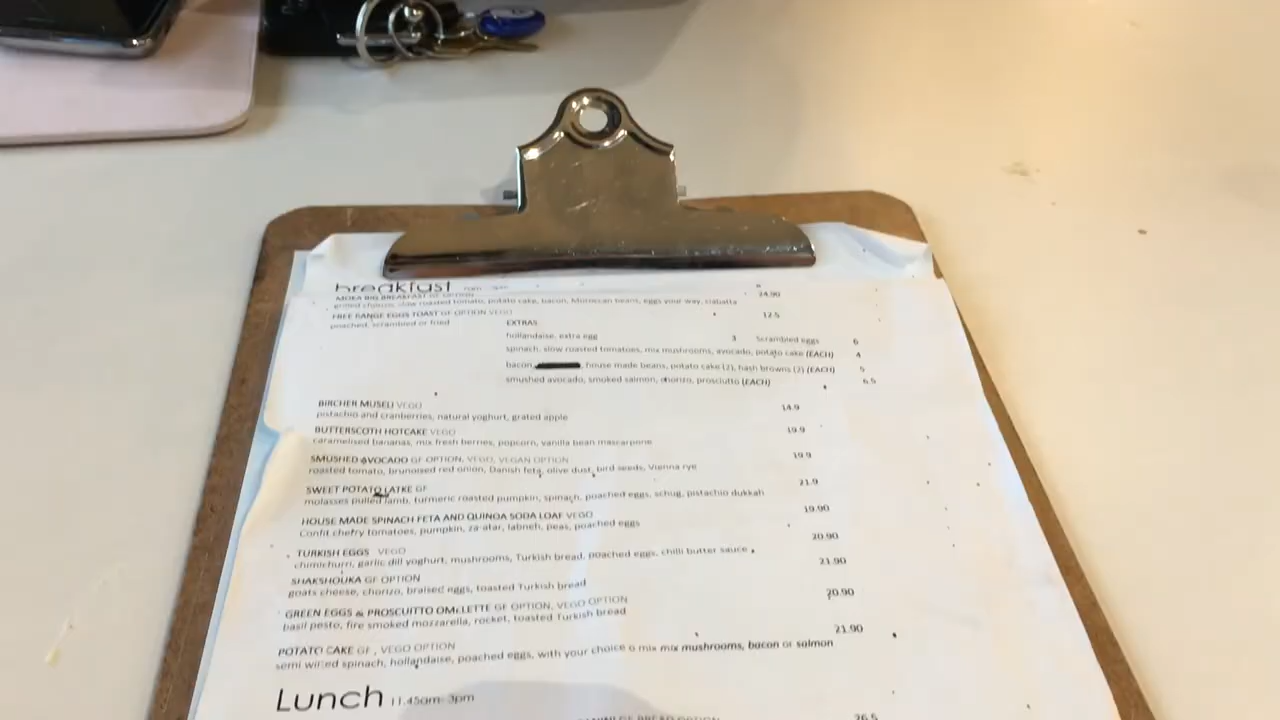 breakfast
MOKA BIG BREAKFAST GF OPTION 24.90
grilled chorizo, slow roasted tomato, potato cake, bacon, Moroccan beans, eggs your way, ciabatta
FREE RANGE EGGS TOAST GF OPTION VEGO 12.5
poached, scrambled or fried
EXTRAS
hollandaise, extra egg 3 Scrambled eggs 6
spinach, slow roasted tomatoes, mix mushrooms, avocado, potato cake (EACH) 4
bacon, house made beans, potato cake (2), hash browns (2) (EACH) 5
smushed avocado, smoked salmon, chorizo, prosciutto (EACH) 6.5
BIRCHER MUSELI VEGO 14.9
pistachio and cranberries, natural yoghurt, grated apple
BUTTERSCOTH HOTCAKE VEGO 19.9
caramelised bananas, mix fresh berries, popcorn, vanilla bean mascarpone
SMUSHED AVOCADO GF OPTION, VEGO, VEGAN OPTION 19.9
roasted tomato, brunoised red onion, Danish feta, olive dust, bird seeds, Vienna rye
SWEET POTATO LATKE GF 21.9
molasses pulled lamb, turmeric roasted pumpkin, spinach, poached eggs, schug, pistachio dukkah
HOUSE MADE SPINACH FETA AND QUINOA SODA LOAF VEGO 19.90
Confit cherry tomatoes, pumpkin, za-atar, labneh, peas, poached eggs
TURKISH EGGS VEGO 20.90
chimichurri, garlic dill yoghurt, mushrooms, Turkish bread, poached eggs, chilli butter sauce
SHAKSHOUKA GF OPTION 21.90
goats cheese, chorizo, braised eggs, toasted Turkish bread
GREEN EGGS & PROSCUITTO OMELETTE GF OPTION, VEGO OPTION 20.90
basil pesto, fire smoked mozzarella, rocket, toasted Turkish bread
POTATO CAKE GF , VEGO OPTION 21.90
semi wilted spinach, hollandaise, poached eggs, with your choice o mix mix mushrooms, bacon or salmon
Lunch 11.45am- 3pm
GF BREAD OPTION 26.5